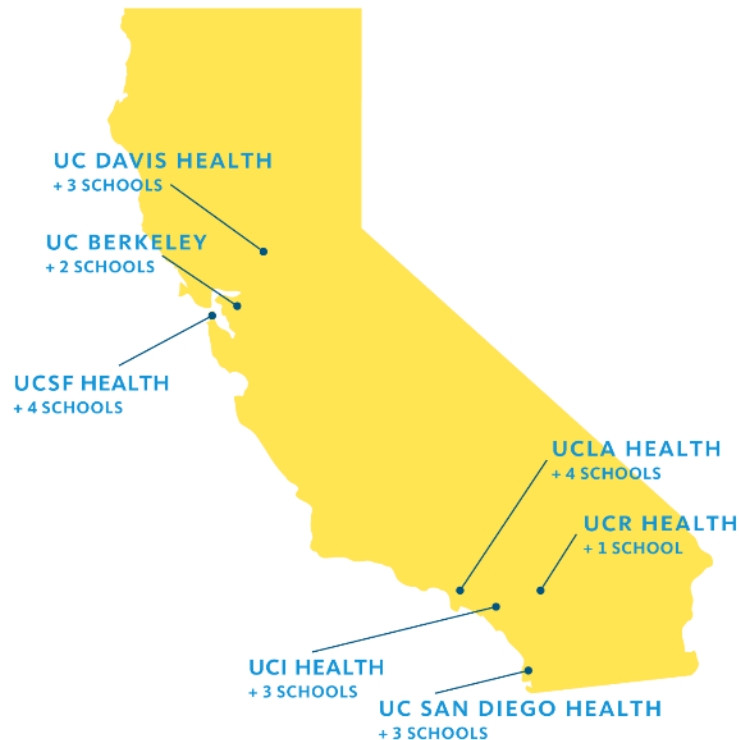 UC DAVIS HEALTH
+ 3 SCHOOLS
UC BERKELEY
+ 2 SCHOOLS
UCSF HEALTH
+ 4 SCHOOLS
UCLA HEALTH
+ 4 SCHOOLS
UCR HEALTH
+ 1 SCHOOL
UCI HEALTH
+ 3 SCHOOLS
UC SAN DIEGO HEALTH
+ 3 SCHOOLS